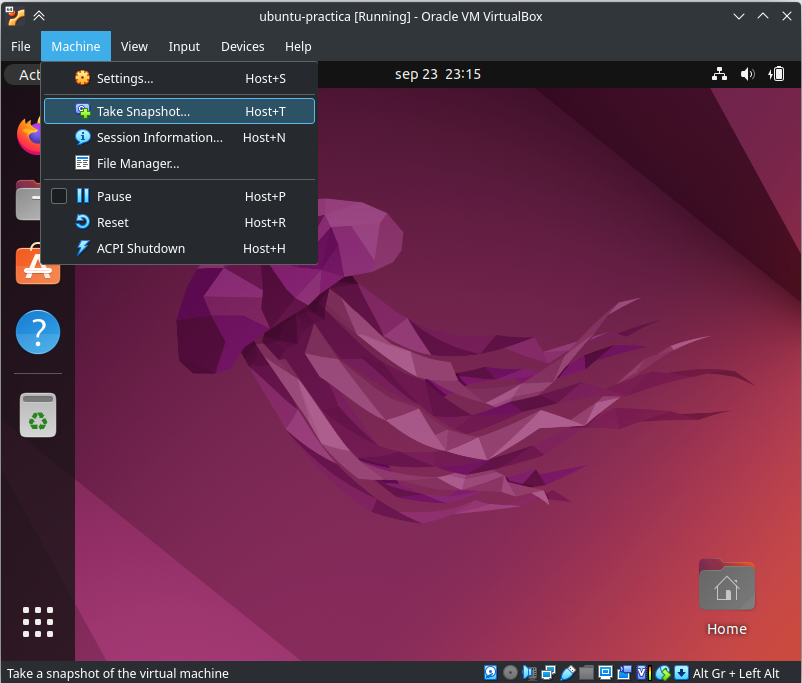 ubuntu-practica [Running] - Oracle VM VirtualBox
File Machine View Input Devices Help
Act
sep 23 23:15
Settings... Host+S
Take Snapshot... Host+T
Session Information... Host+N
File Manager...
Pause Host+P
Reset Host+R
ACPI Shutdown Host+H
Home
Take a snapshot of the virtual machine
Alt Gr + Left Alt